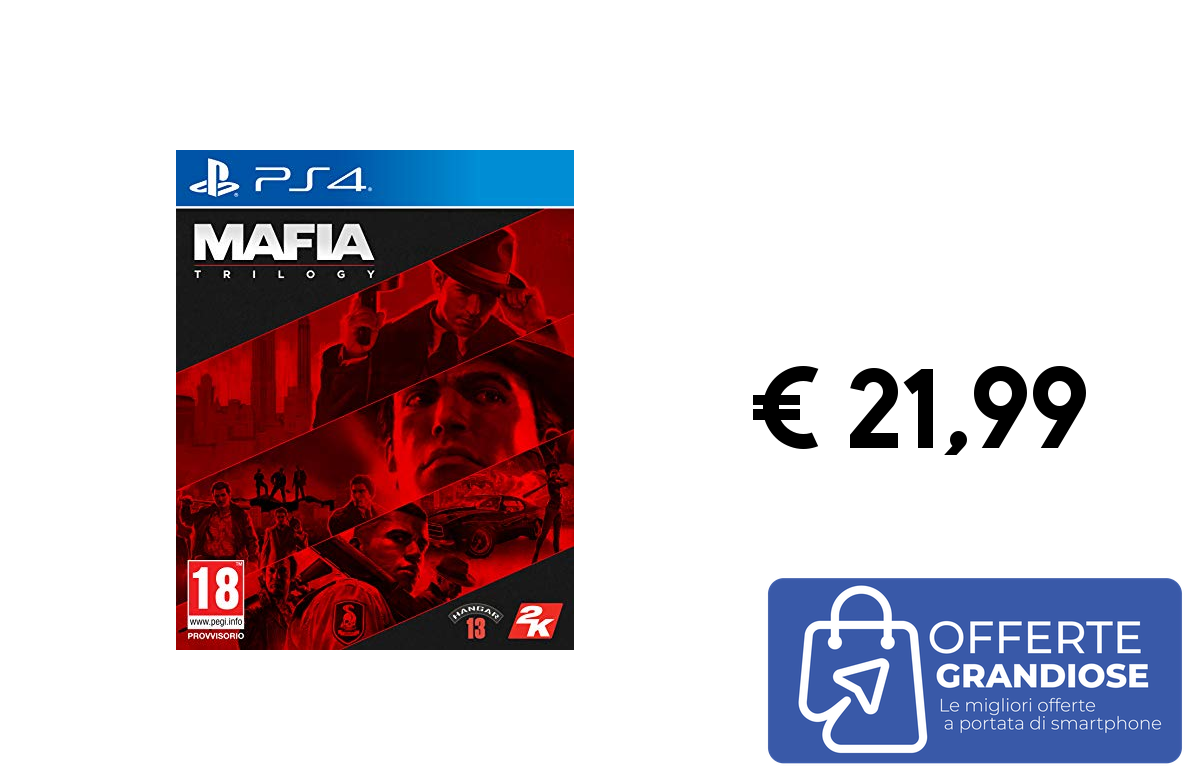 PS4
MAFIA
TRILOGY
18
www.pegi.info
PROVVISORIO
HANGAR
13
2K
€ 21,99
OFFERTE
GRANDIOSE
Le migliori offerte
a portata di smartphone